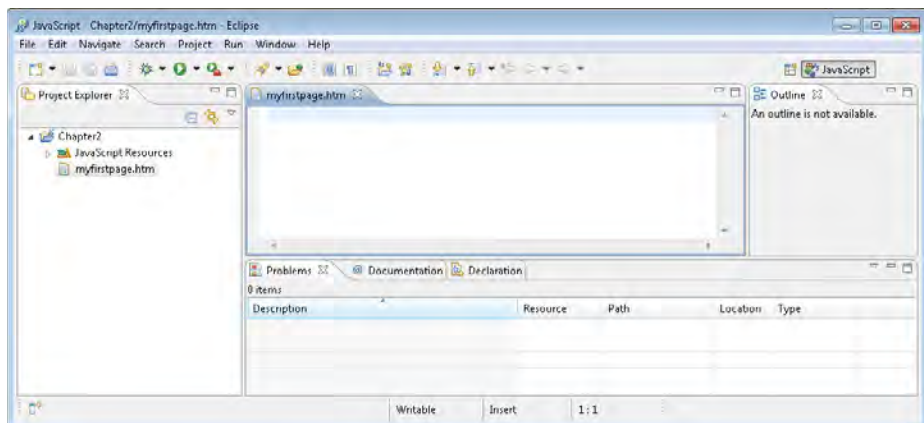 JavaScript Chapter2/myfirstpage.htm - Eclipse
File Edit Navigate Search Project Run Window Help
JavaScript
Project Explorer
myfirstpage.htm
Outline
An outline is not available.
Chapter2
JavaScript Resources
myfirstpage.htm
Problems
Documentation
Declaration
0 items
Description Resource Path Location Type
Writable Insert 1:1